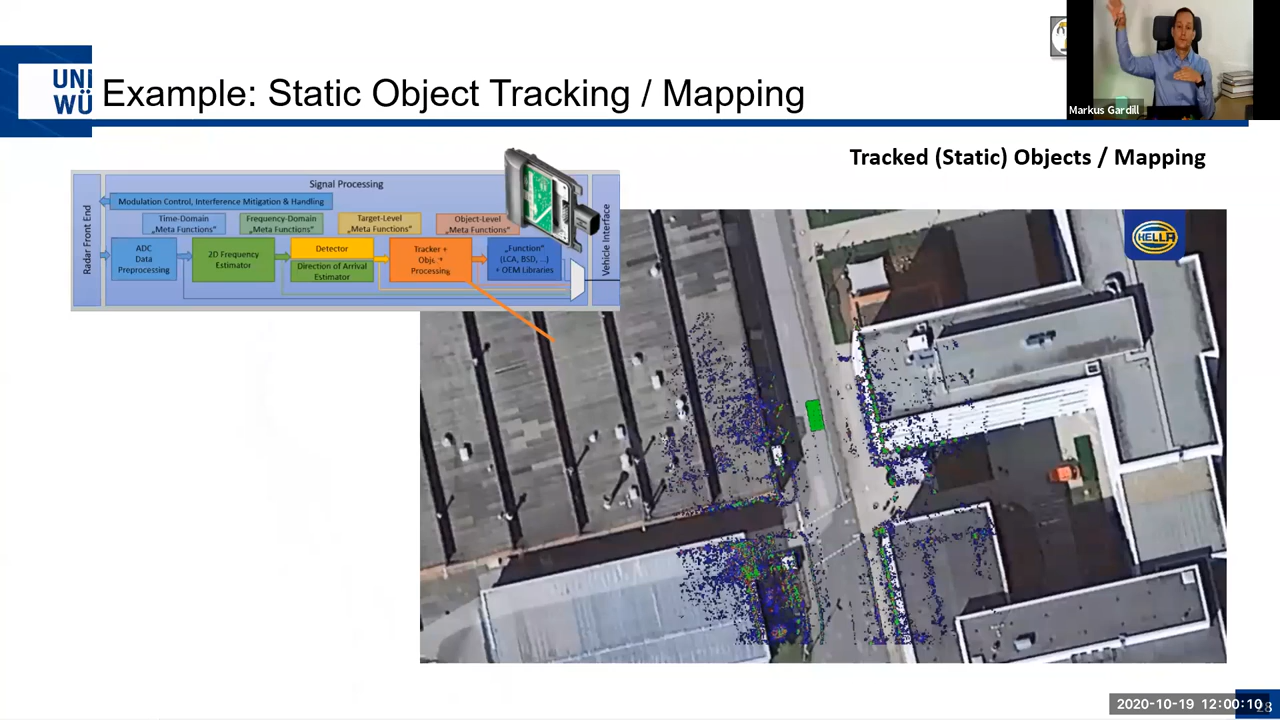 UNI
WÜ
Example: Static Object Tracking / Mapping
Markus Gardill
Tracked (Static) Objects / Mapping
Signal Processing
Radar Front End
Modulation Control, Interference Mitigation & Handling
Time-Domain
„Meta Functions"
Frequency-Domain
„Meta Functions"
Target-Level
„Meta Functions"
Object-Level
„Meta Functions"
ADC
Data
Preprocessing
2D Frequency
Estimator
Detector
Direction of Arrival
Estimator
Tracker +
Object
Processing
„Function"
(LCA, BSD, ...)
+ OEM Libraries
Vehicle Interface
HELLA
2020-10-19 12:00:10
28